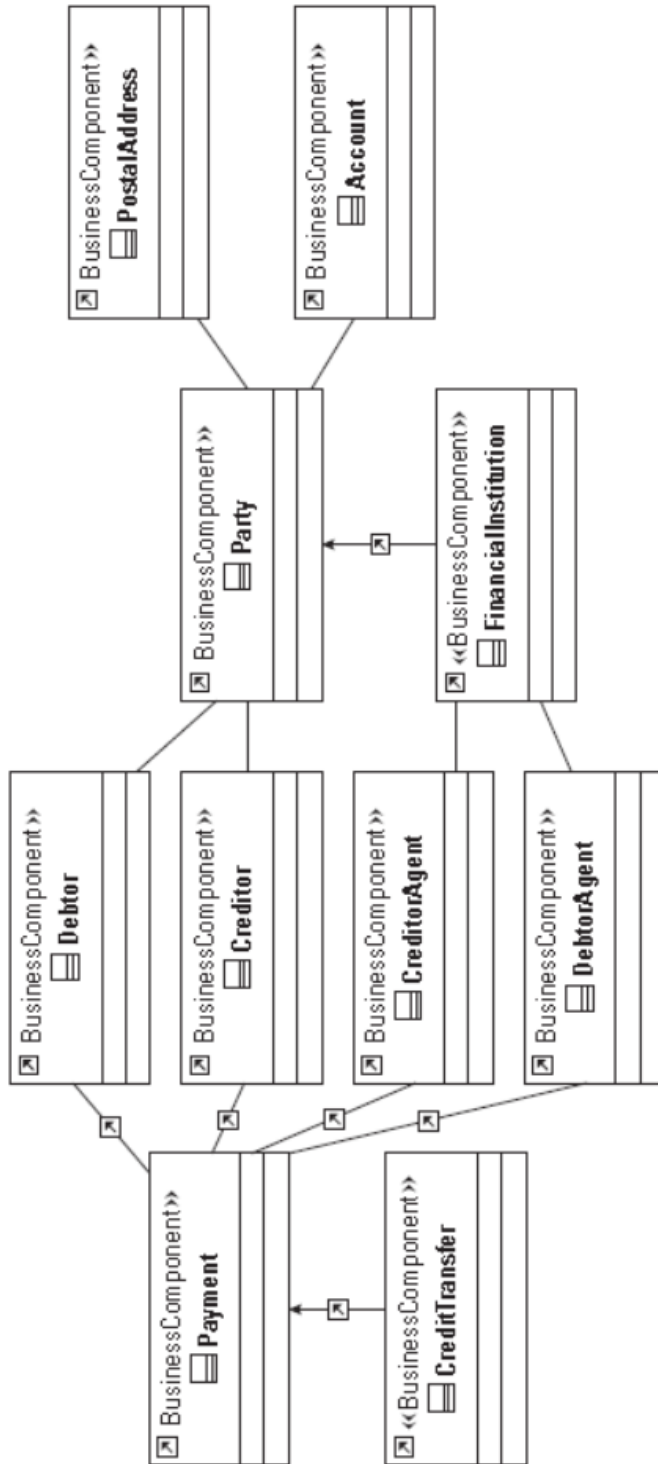 BusinessComponent»
Payment
«BusinessComponent»
CreditTransfer
BusinessComponent»
Debtor
BusinessComponent»
Creditor
BusinessComponent»
CreditorAgent
BusinessComponent»
DebtorAgent
BusinessComponent»
Party
«BusinessComponent»
FinancialInstitution
BusinessComponent»
PostalAddress
BusinessComponent»
Account